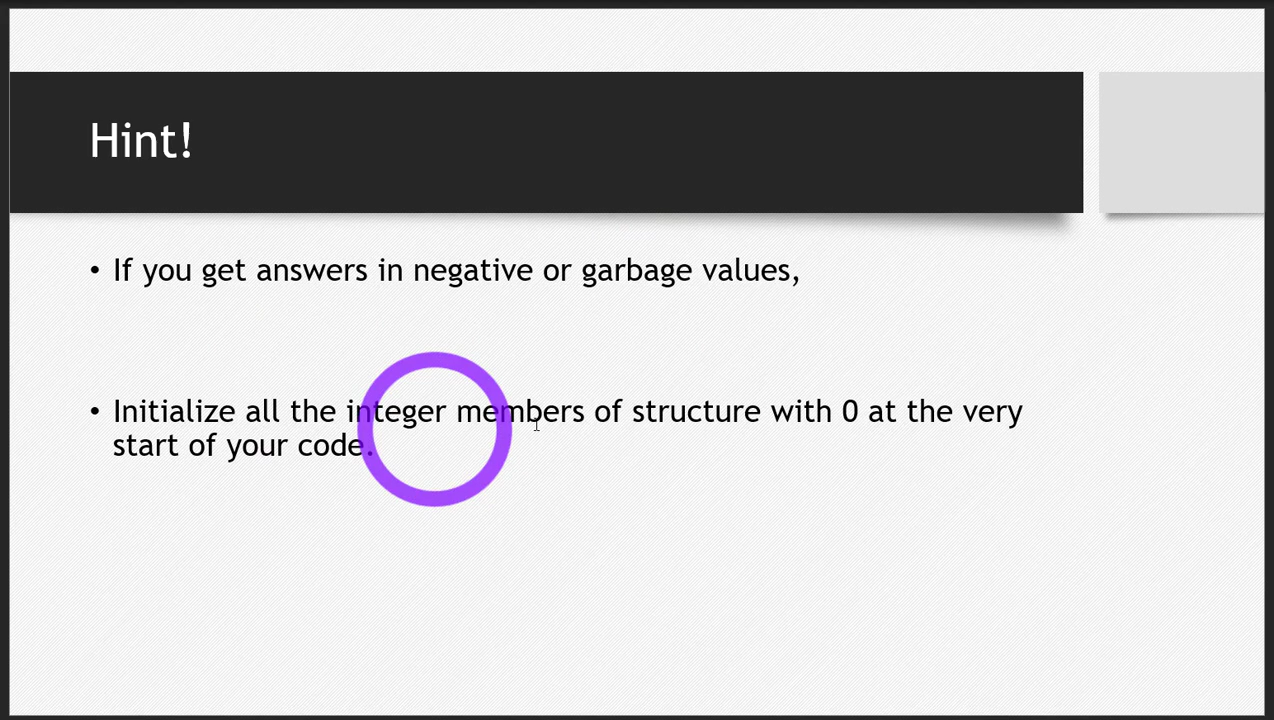 Hint!
• If you get answers in negative or garbage values,
• Initialize all the integer members of structure with 0 at the very
start of your code.